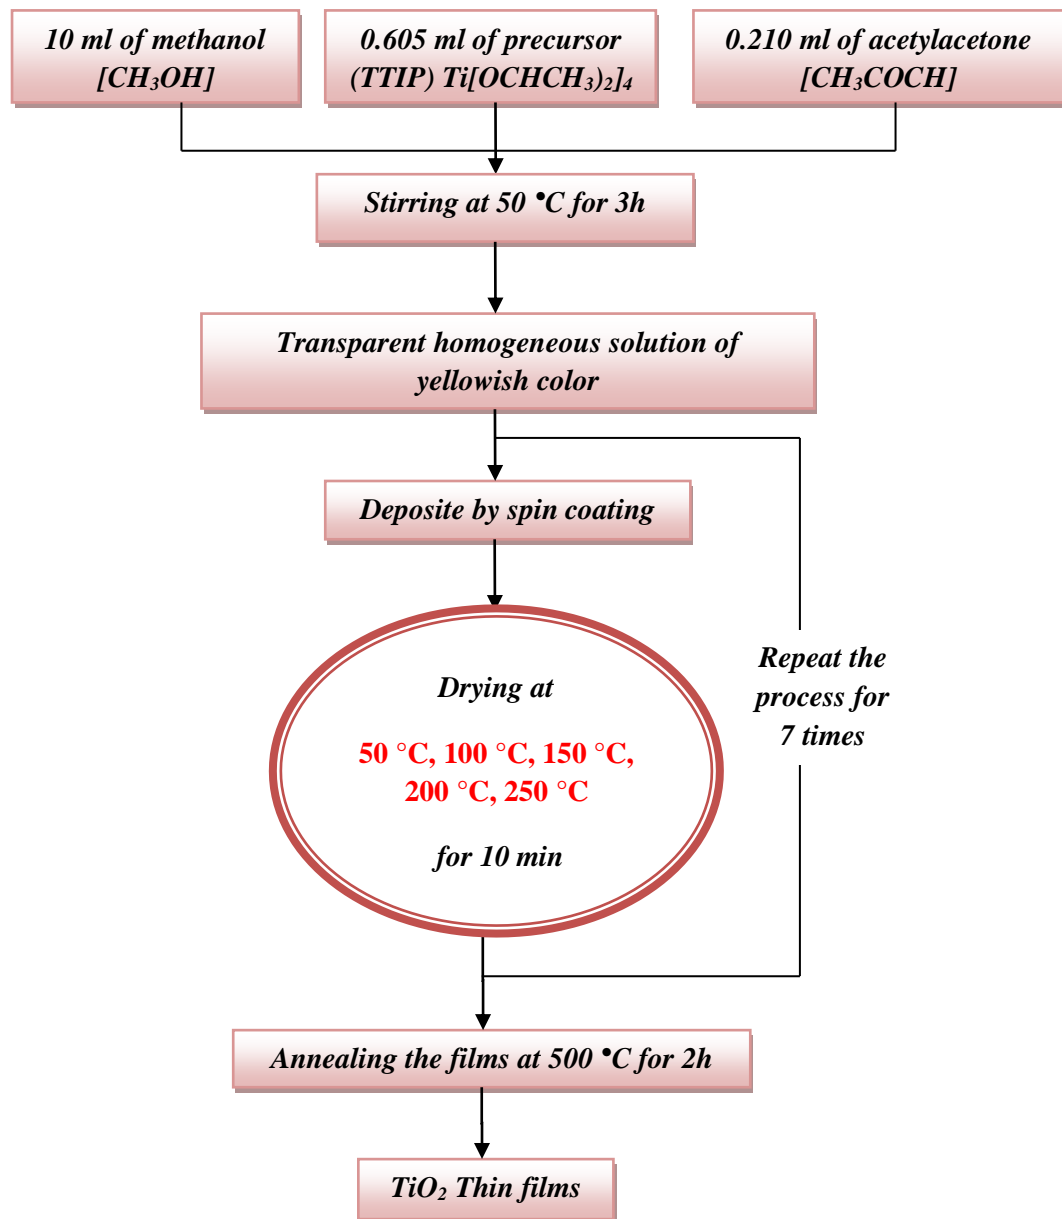 10 ml of methanol
[CH₃OH]
0.605 ml of precursor
(TTIP) Ti[OCHCH₃)₂]₄
0.210 ml of acetylacetone
[CH₃COCH]
Stirring at 50 •C for 3h
Transparent homogeneous solution of
yellowish color
Deposite by spin coating
Drying at
50 °C, 100 °C, 150 °C,
200 °C, 250 °C
for 10 min
Repeat the
process for
7 times
Annealing the films at 500 •C for 2h
TiO₂ Thin films